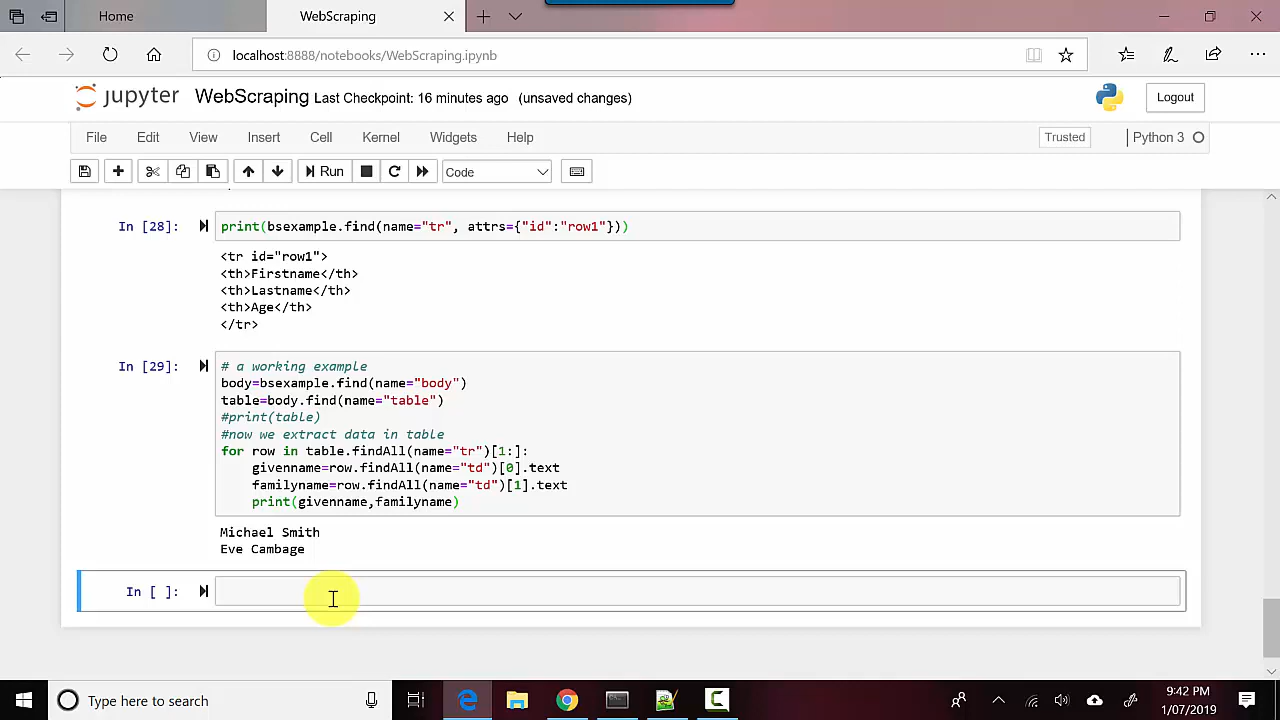 Home
WebScraping
localhost:8888/notebooks/WebScraping.ipynb
jupyter WebScraping Last Checkpoint: 16 minutes ago (unsaved changes)
Logout
File Edit View Insert Cell Kernel Widgets Help
Trusted
Python 3
Run
Code
In [28]: print(bsexample.find(name="tr", attrs={"id":"row1"}))
<tr id="row1">
<th>Firstname</th>
<th>Lastname</th>
<th>Age</th>
</tr>
In [29]: # a working example
body=bsexample.find(name="body")
table=body.find(name="table")
#print(table)
#now we extract data in table
for row in table.findAll(name="tr")[1:]:
    givenname=row.findAll(name="td")[0].text
    familyname=row.findAll(name="td")[1].text
    print(givenname,familyname)
Michael Smith
Eve Cambage
In [ ]:
Type here to search
9:42 PM
1/07/2019